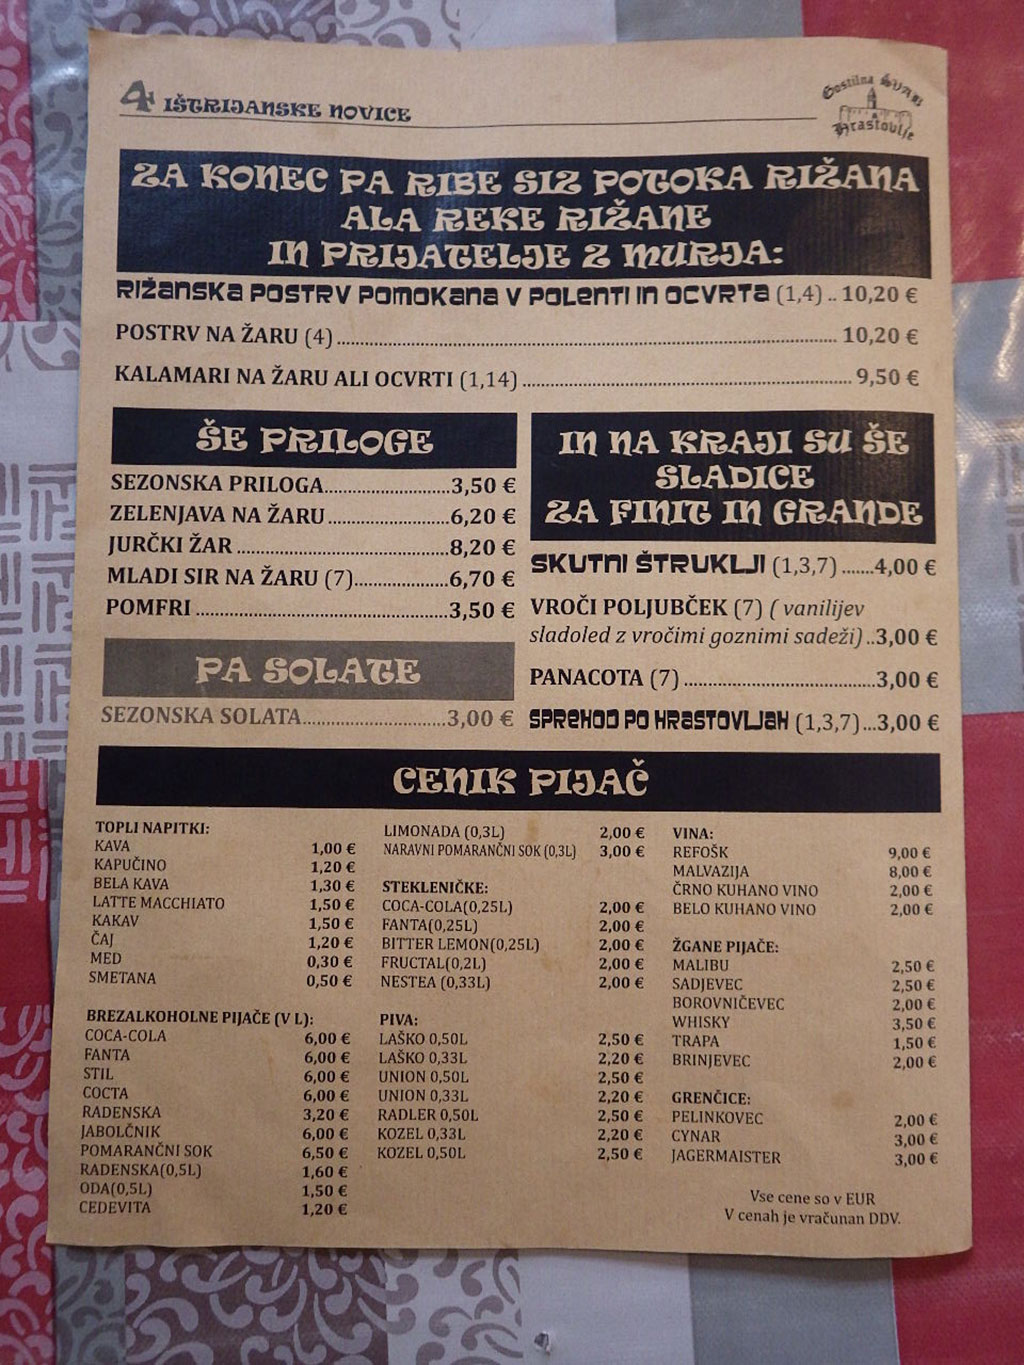 4 IŠTRIJANSKE NOVICE
Gostilna Švab
Hrastovlje
ZA KONEC PA RIBE SIZ POTOKA RIŽANA
ALA REKE RIŽANE
IN PRIJATELJE Z MURJA:
RIŽANSKA POSTRV POMOKANA V POLENTI IN OCVRTA (1,4) .. 10,20 €
POSTRV NA ŽARU (4) ........ 10,20 €
KALAMARI NA ŽARU ALI OCVRTI (1,14) ........ 9,50 €
ŠE PRILOGE
SEZONSKA PRILOGA........3,50 €
ZELENJAVA NA ŽARU........6,20 €
JURČKI ŽAR ........8,20 €
MLADI SIR NA ŽARU (7)........6,70 €
POMFRI ........3,50 €
PA SOLATE
SEZONSKA SOLATA........3,00 €
IN NA KRAJI SU ŠE
SLADICE
ZA FINIT IN GRANDE
SKUTNI ŠTRUKLJI (1,3,7) .......4,00 €
VROČI POLJUBČEK (7) ( vanilijev
sladoled z vročimi goznimi sadeži)..3,00 €
PANACOTA (7) ........3,00 €
SPREHOD PO HRASTOVLJAH (1,3,7)...3,00 €
CENIK PIJAČ
TOPLI NAPITKI:
KAVA 1,00 €
KAPUČINO 1,20 €
BELA KAVA 1,30 €
LATTE MACCHIATO 1,50 €
KAKAV 1,50 €
ČAJ 1,20 €
MED 0,30 €
SMETANA 0,50 €
BREZALKOHOLNE PIJAČE (V L):
COCA-COLA 6,00 €
FANTA 6,00 €
STIL 6,00 €
COCTA 6,00 €
RADENSKA 3,20 €
JABOLČNIK 6,00 €
POMARANČNI SOK 6,50 €
RADENSKA(0,5L) 1,60 €
ODA(0,5L) 1,50 €
CEDEVITA 1,20 €
LIMONADA (0,3L) 2,00 €
NARAVNI POMARANČNI SOK (0,3L) 3,00 €
STEKLENIČKE:
COCA-COLA(0,25L) 2,00 €
FANTA(0,25L) 2,00 €
BITTER LEMON(0,25L) 2,00 €
FRUCTAL(0,2L) 2,00 €
NESTEA (0,33L) 2,00 €
PIVA:
LAŠKO 0,50L 2,50 €
LAŠKO 0,33L 2,20 €
UNION 0,50L 2,50 €
UNION 0,33L 2,20 €
RADLER 0,50L 2,50 €
KOZEL 0,33L 2,20 €
KOZEL 0,50L 2,50 €
VINA:
REFOŠK 9,00 €
MALVAZIJA 8,00 €
ČRNO KUHANO VINO 2,00 €
BELO KUHANO VINO 2,00 €
ŽGANE PIJAČE:
MALIBU 2,50 €
SADJEVEC 2,50 €
BOROVNIČEVEC 2,00 €
WHISKY 3,50 €
TRAPA 1,50 €
BRINJEVEC 2,00 €
GRENČICE:
PELINKOVEC 2,00 €
CYNAR 3,00 €
JAGERMAISTER 3,00 €
Vse cene so v EUR
V cenah je vračunan DDV.